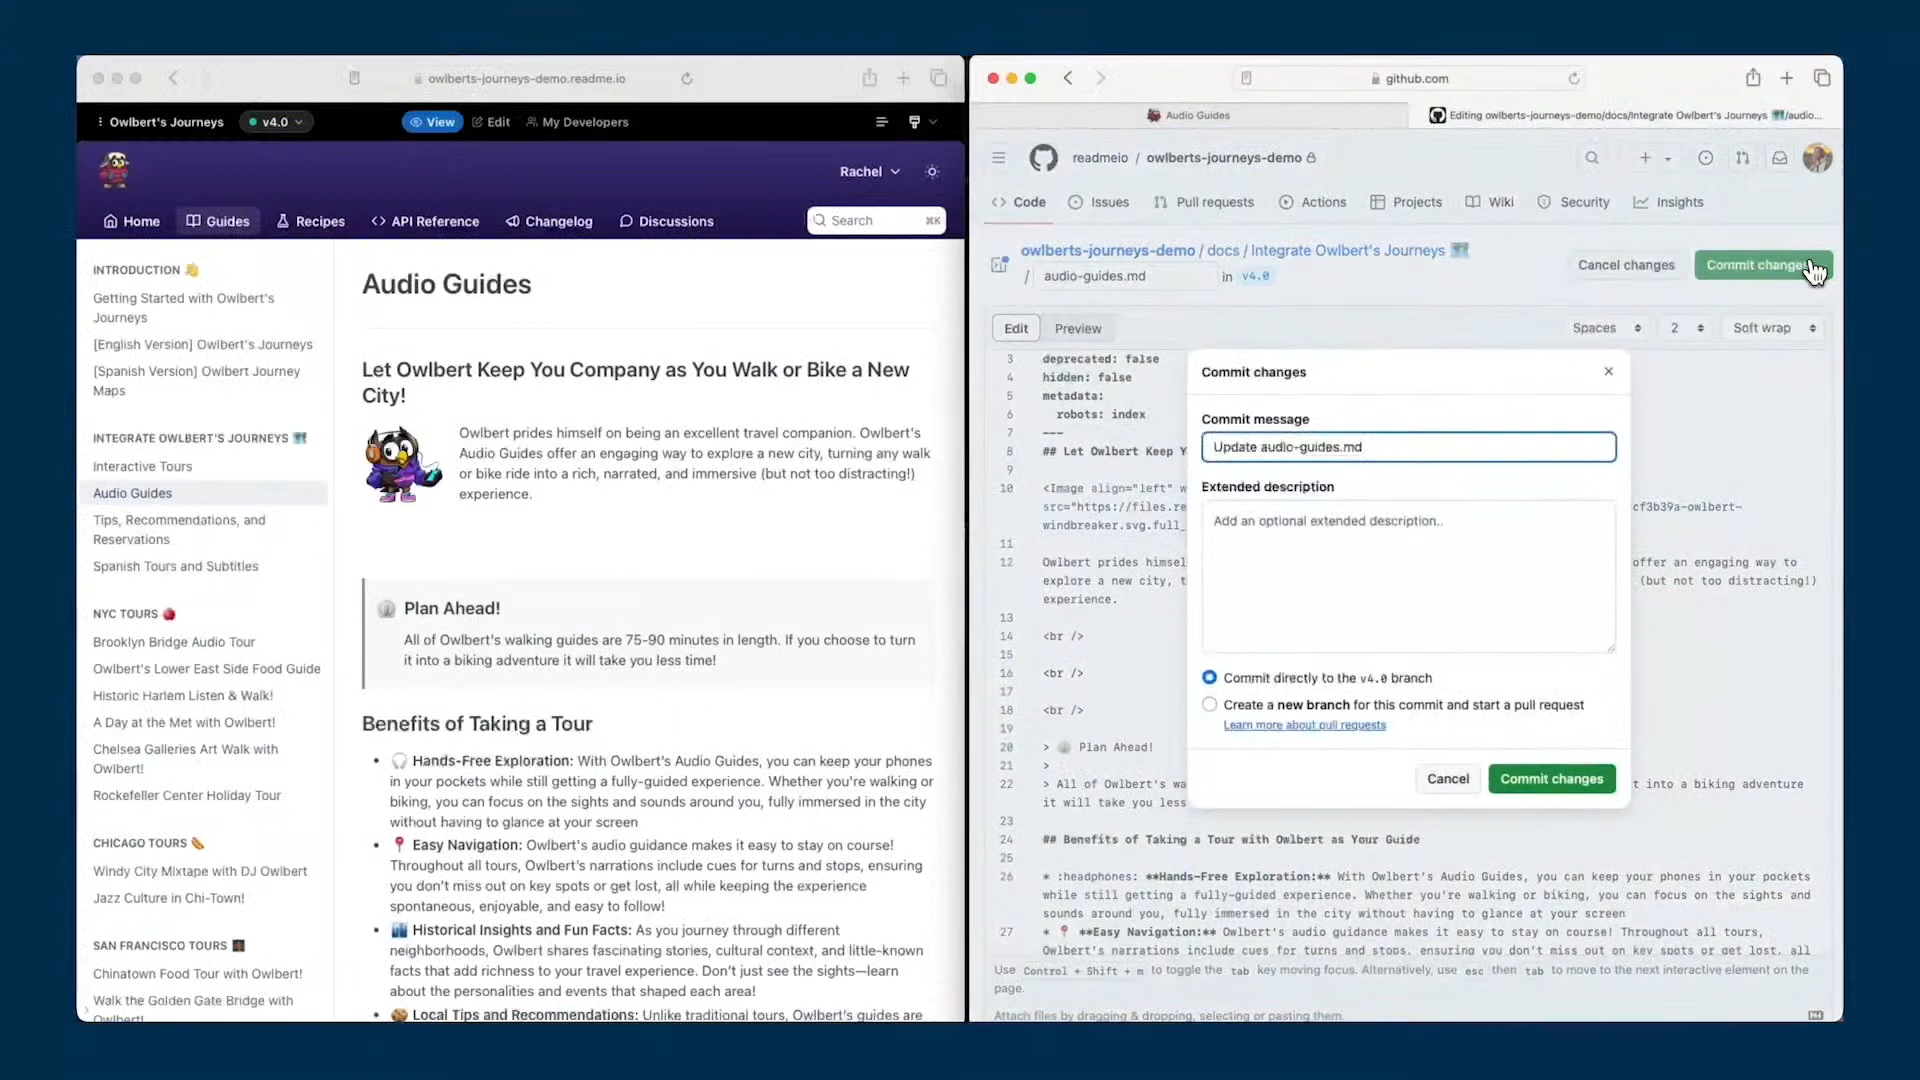 owlberts-journeys-demo.readme.io
Owlbert's Journeys
v4.0
View
Edit
My Developers
Rachel
Home
Guides
Recipes
API Reference
Changelog
Discussions
Search
⌘K
INTRODUCTION 👋
Getting Started with Owlbert's
Journeys
[English Version] Owlbert's Journeys
[Spanish Version] Owlbert Journey
Maps
INTEGRATE OWLBERT'S JOURNEYS
Interactive Tours
Audio Guides
Tips, Recommendations, and
Reservations
Spanish Tours and Subtitles
NYC TOURS
Brooklyn Bridge Audio Tour
Owlbert's Lower East Side Food Guide
Historic Harlem Listen & Walk!
A Day at the Met with Owlbert!
Chelsea Galleries Art Walk with
Owlbert!
Rockefeller Center Holiday Tour
CHICAGO TOURS
Windy City Mixtape with DJ Owlbert
Jazz Culture in Chi-Town!
SAN FRANCISCO TOURS
Chinatown Food Tour with Owlbert!
Walk the Golden Gate Bridge with
Owlbert!
Audio Guides
Let Owlbert Keep You Company as You Walk or Bike a New
City!
Owlbert prides himself on being an excellent travel companion. Owlbert's
Audio Guides offer an engaging way to explore a new city, turning any walk
or bike ride into a rich, narrated, and immersive (but not too distracting!)
experience.
Plan Ahead!
All of Owlbert's walking guides are 75-90 minutes in length. If you choose to turn
it into a biking adventure it will take you less time!
Benefits of Taking a Tour
• 🎧 Hands-Free Exploration: With Owlbert's Audio Guides, you can keep your phones
in your pockets while still getting a fully-guided experience. Whether you're walking or
biking, you can focus on the sights and sounds around you, fully immersed in the city
without having to glance at your screen
• 📍 Easy Navigation: Owlbert's audio guidance makes it easy to stay on course!
Throughout all tours, Owlbert's narrations include cues for turns and stops, ensuring
you don't miss out on key spots or get lost, all while keeping the experience
spontaneous, enjoyable, and easy to follow!
• 🏙️ Historical Insights and Fun Facts: As you journey through different
neighborhoods, Owlbert shares fascinating stories, cultural context, and little-known
facts that add richness to your travel experience. Don't just see the sights—learn
about the personalities and events that shaped each area!
• 🍪 Local Tips and Recommendations: Unlike traditional tours, Owlbert's guides are
github.com
Audio Guides
Editing owlberts-journeys-demo/docs/Integrate Owlbert's Journeys /audio...
readmeio / owlberts-journeys-demo
Code
Issues
Pull requests
Actions
Projects
Wiki
Security
Insights
owlberts-journeys-demo / docs / Integrate Owlbert's Journeys
/ audio-guides.md in v4.0
Cancel changes
Commit changes
Edit
Preview
Spaces
2
Soft wrap
3 deprecated: false
4 hidden: false
5 metadata:
6 robots: index
7 ---
8 ## Let Owlbert Keep Y
9
10 <Image align="left" w
src="https://files.re cf3b39a-owlbert-
windbreaker.svg.full_
11
12 Owlbert prides himsel offer an engaging way to
explore a new city, t (but not too distracting!)
experience.
13
14 <br />
15
16 <br />
17
18 <br />
19
20 > Plan Ahead!
21 >
22 > All of Owlbert's wa t into a biking adventure
it will take you less
23
24 ## Benefits of Taking a Tour with Owlbert as Your Guide
25
26 * :headphones: **Hands-Free Exploration:** With Owlbert's Audio Guides, you can keep your phones in your pockets
while still getting a fully-guided experience. Whether you're walking or biking, you can focus on the sights and
sounds around you, fully immersed in the city without having to glance at your screen
27 * 📍 **Easy Navigation:** Owlbert's audio guidance makes it easy to stay on course! Throughout all tours,
Owlbert's narrations include cues for turns and stops, ensuring you don't miss out on key spots or get lost, all
Commit changes
Commit message
Update audio-guides.md
Extended description
Add an optional extended description..
Commit directly to the v4.0 branch
Create a new branch for this commit and start a pull request
Learn more about pull requests
Cancel
Commit changes
Use Control + Shift + m to toggle the tab key moving focus. Alternatively, use esc then tab to move to the next interactive element on the
page.
Attach files by dragging & dropping, selecting or pasting them.